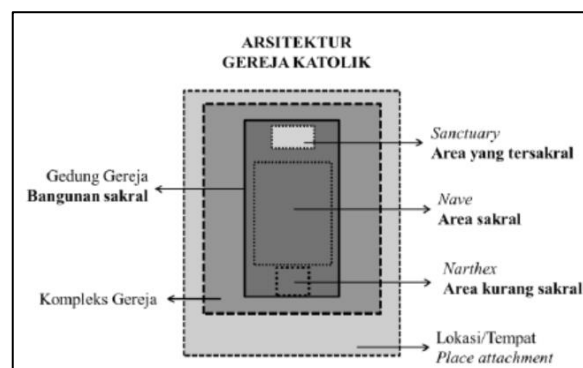 ARSITEKTUR
GEREJA KATOLIK
Sanctuary
Area yang tersakral
Gedung Gereja
Bangunan sakral
Nave
Area sakral
Narthex
Area kurang sakral
Kompleks Gereja
Lokasi/Tempat
Place attachment